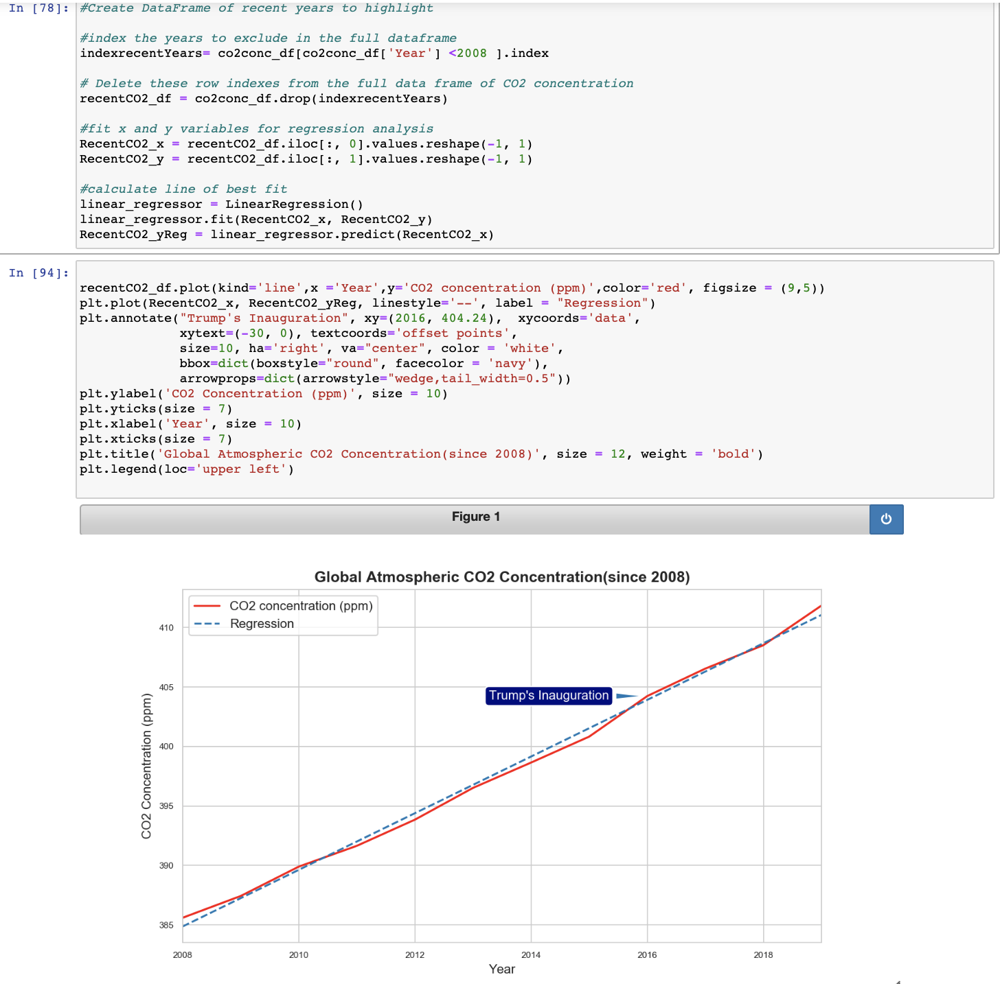 In [78]:
#Create DataFrame of recent years to highlight
#index the years to exclude in the full dataframe
indexrecentYears= co2conc_df[co2conc_df['Year'] <2008 ].index
# Delete these row indexes from the full data frame of CO2 concentration
recentCO2_df = co2conc_df.drop(indexrecentYears)
#fit x and y variables for regression analysis
RecentCO2_x = recentCO2_df.iloc[:, 0].values.reshape(-1, 1)
RecentCO2_y = recentCO2_df.iloc[:, 1].values.reshape(-1, 1)
#calculate line of best fit
linear_regressor = LinearRegression()
linear_regressor.fit(RecentCO2_x, RecentCO2_y)
RecentCO2_yReg = linear_regressor.predict(RecentCO2_x)
In [94]:
recentCO2_df.plot(kind='line',x ='Year',y='CO2 concentration (ppm)',color='red', figsize = (9,5))
plt.plot(RecentCO2_x, RecentCO2_yReg, linestyle='--', label = "Regression")
plt.annotate("Trump's Inauguration", xy=(2016, 404.24),  xycoords='data',
xytext=(-30, 0), textcoords='offset points',
size=10, ha='right', va="center", color = 'white',
bbox=dict(boxstyle="round", facecolor = 'navy'),
arrowprops=dict(arrowstyle="wedge,tail_width=0.5"))
plt.ylabel('CO2 Concentration (ppm)', size = 10)
plt.yticks(size = 7)
plt.xlabel('Year', size = 10)
plt.xticks(size = 7)
plt.title('Global Atmospheric CO2 Concentration(since 2008)', size = 12, weight = 'bold')
plt.legend(loc='upper left')
Figure 1
Global Atmospheric CO2 Concentration(since 2008)
CO2 concentration (ppm)
Regression
410
405
Trump's Inauguration
400
395
390
385
CO2 Concentration (ppm)
2008 2010 2012 2014 2016 2018
Year